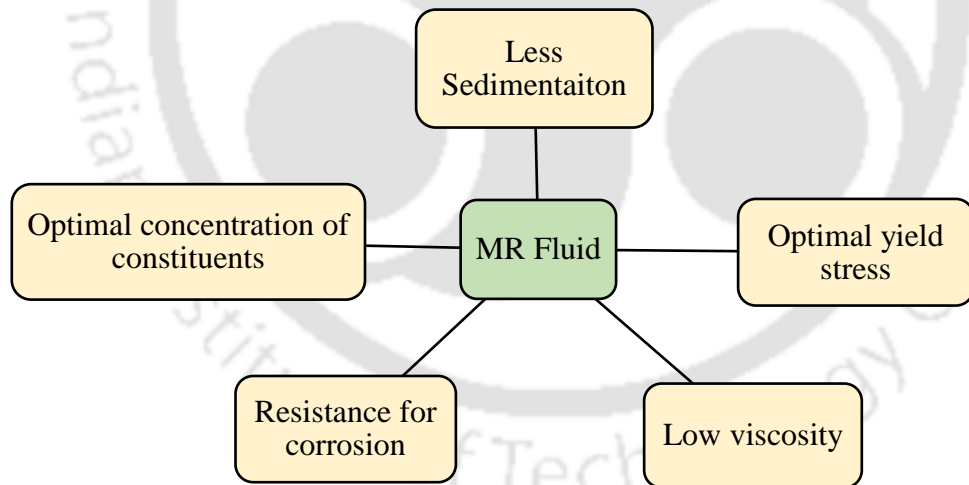 Less
Sedimentaiton
Optimal concentration of
constituents
MR Fluid
Optimal yield
stress
Resistance for
corrosion
Low viscosity